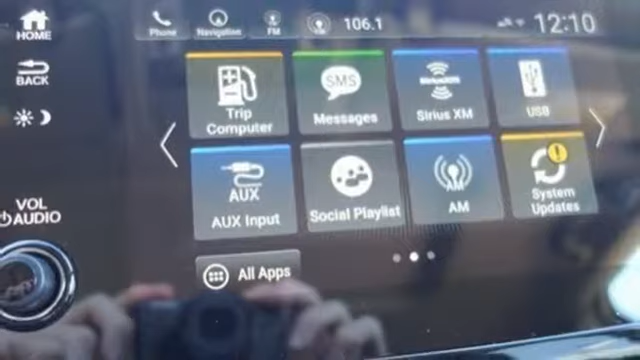 HOME
Phone
Navigation
FM
106.1
12:10
BACK
Trip
Computer
SMS
Messages
SiriusXM
Sirius XM
USB
VOL
AUDIO
AUX
AUX Input
Social Playlist
AM
AM
System
Updates
All Apps